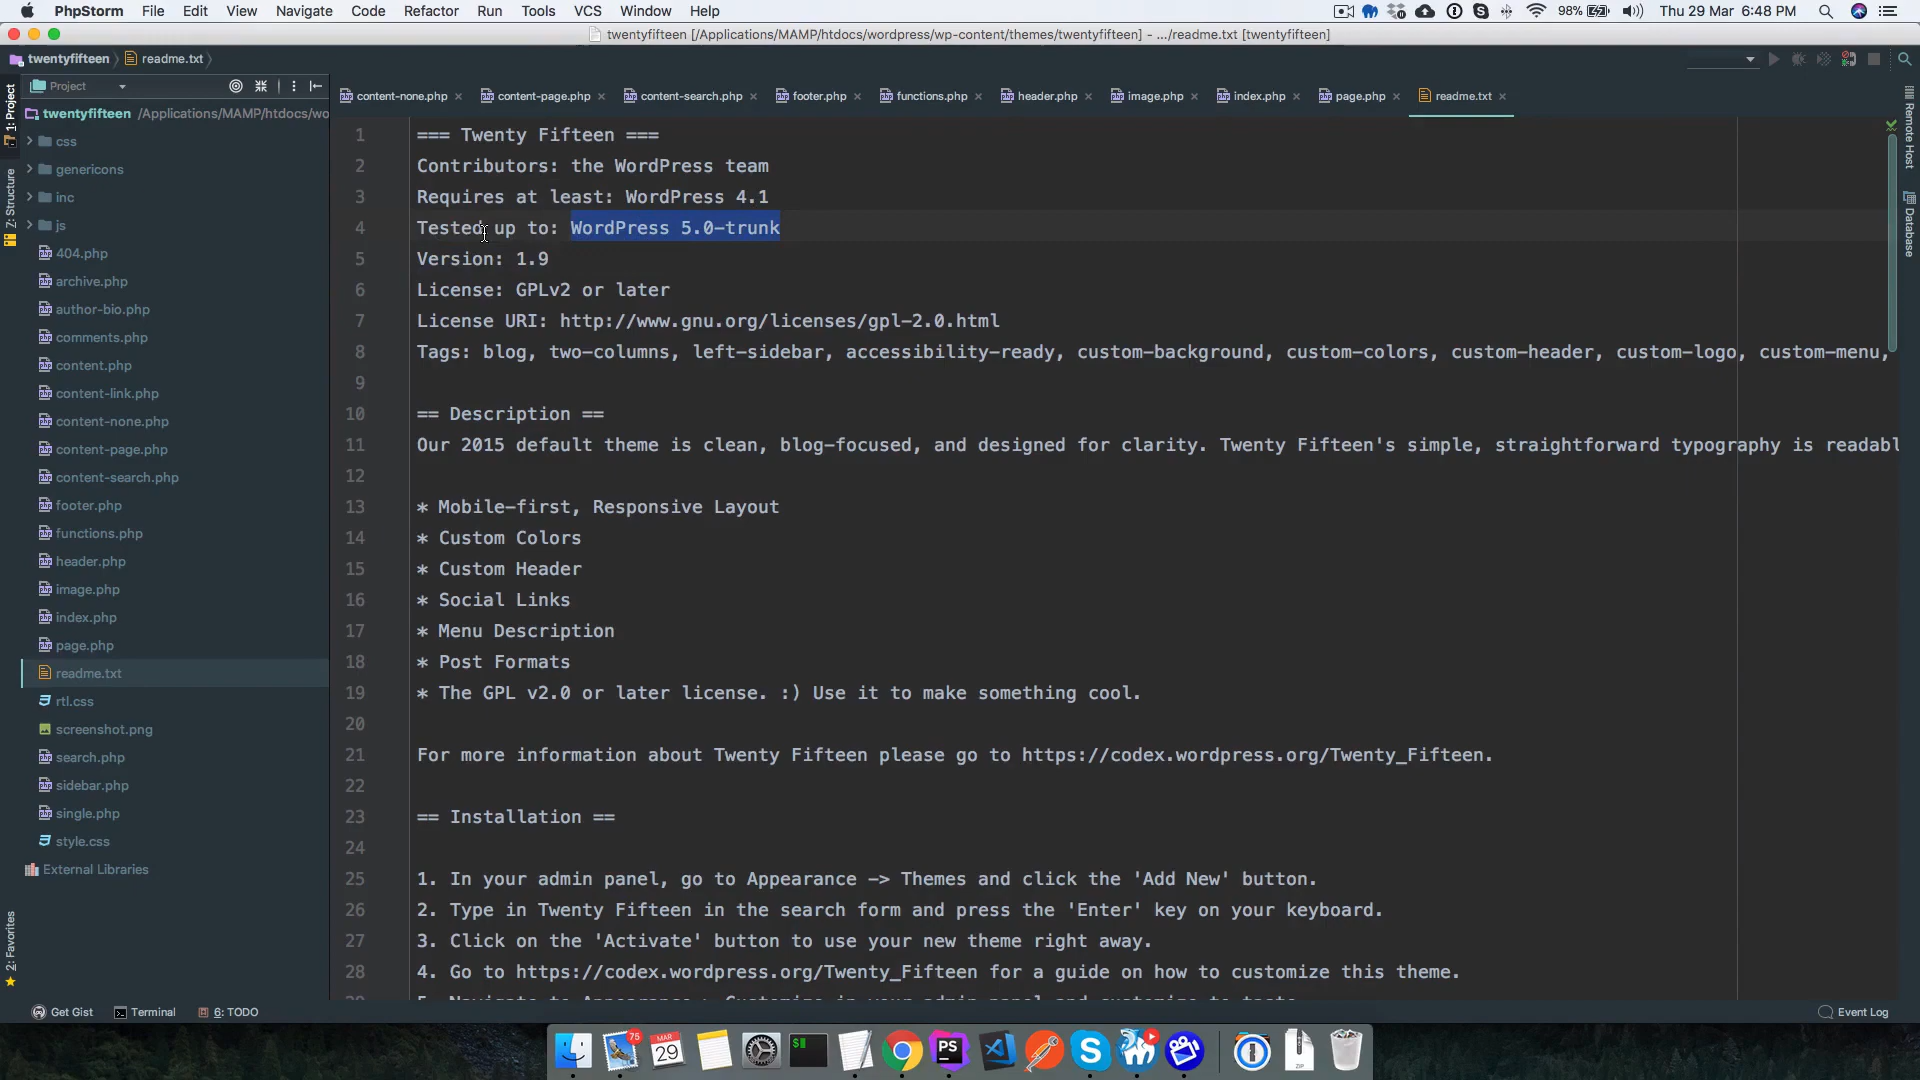 PhpStorm File Edit View Navigate Code Refactor Run Tools VCS Window Help 98% Thu 29 Mar 6:48 PM
twentyfifteen [/Applications/MAMP/htdocs/wordpress/wp-content/themes/twentyfifteen] - .../readme.txt [twentyfifteen]
twentyfifteen readme.txt
Project
content-none.php content-page.php content-search.php footer.php functions.php header.php image.php index.php page.php readme.txt
1: Project
7: Structure
2: Favorites
twentyfifteen /Applications/MAMP/htdocs/wo
css
genericons
inc
js
404.php
archive.php
author-bio.php
comments.php
content.php
content-link.php
content-none.php
content-page.php
content-search.php
footer.php
functions.php
header.php
image.php
index.php
page.php
readme.txt
rtl.css
screenshot.png
search.php
sidebar.php
single.php
style.css
External Libraries
1 === Twenty Fifteen ===
2 Contributors: the WordPress team
3 Requires at least: WordPress 4.1
4 Tested up to: WordPress 5.0-trunk
5 Version: 1.9
6 License: GPLv2 or later
7 License URI: http://www.gnu.org/licenses/gpl-2.0.html
8 Tags: blog, two-columns, left-sidebar, accessibility-ready, custom-background, custom-colors, custom-header, custom-logo, custom-menu,
9
10 == Description ==
11 Our 2015 default theme is clean, blog-focused, and designed for clarity. Twenty Fifteen's simple, straightforward typography is readabl
12
13 * Mobile-first, Responsive Layout
14 * Custom Colors
15 * Custom Header
16 * Social Links
17 * Menu Description
18 * Post Formats
19 * The GPL v2.0 or later license. :) Use it to make something cool.
20
21 For more information about Twenty Fifteen please go to https://codex.wordpress.org/Twenty_Fifteen.
22
23 == Installation ==
24
25 1. In your admin panel, go to Appearance -> Themes and click the 'Add New' button.
26 2. Type in Twenty Fifteen in the search form and press the 'Enter' key on your keyboard.
27 3. Click on the 'Activate' button to use your new theme right away.
28 4. Go to https://codex.wordpress.org/Twenty_Fifteen for a guide on how to customize this theme.
Remote Host
Database
Get Gist Terminal 6: TODO Event Log
75 MAR 29 $ PS S ZIP